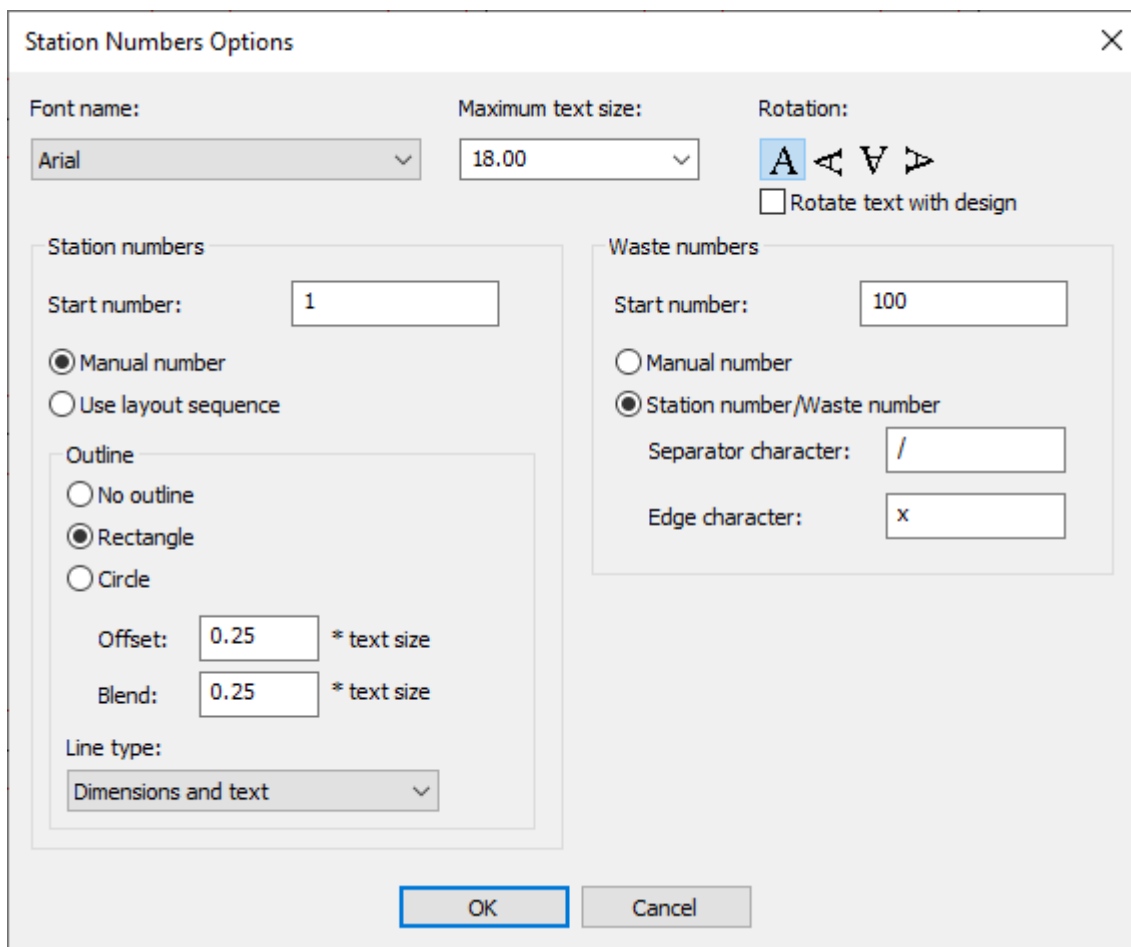 Station Numbers Options
Font name:
Maximum text size:
Rotation:
Arial
18.00
A A A A
Rotate text with design
Station numbers
Start number:
1
Manual number
Use layout sequence
Outline
No outline
Rectangle
Circle
Offset:
0.25
* text size
Blend:
0.25
* text size
Line type:
Dimensions and text
Waste numbers
Start number:
100
Manual number
Station number/Waste number
Separator character:
/
Edge character:
x
OK
Cancel